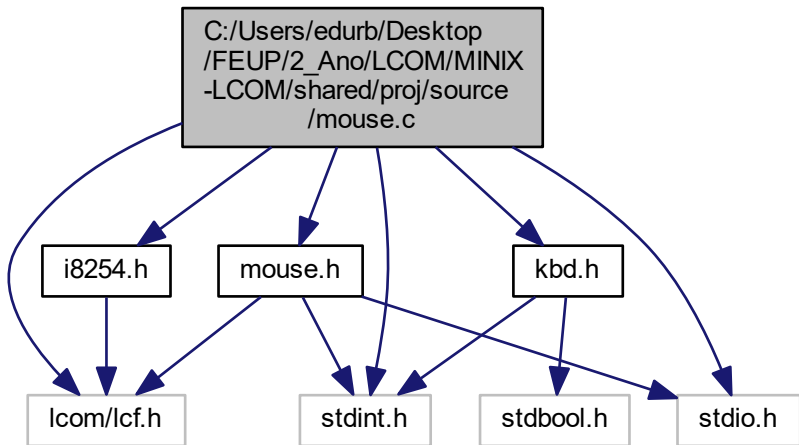 C:/Users/edurb/Desktop
/FEUP/2_Ano/LCOM/MINIX
-LCOM/shared/proj/source
/mouse.c
i8254.h
mouse.h
kbd.h
lcom/lcf.h
stdint.h
stdbool.h
stdio.h